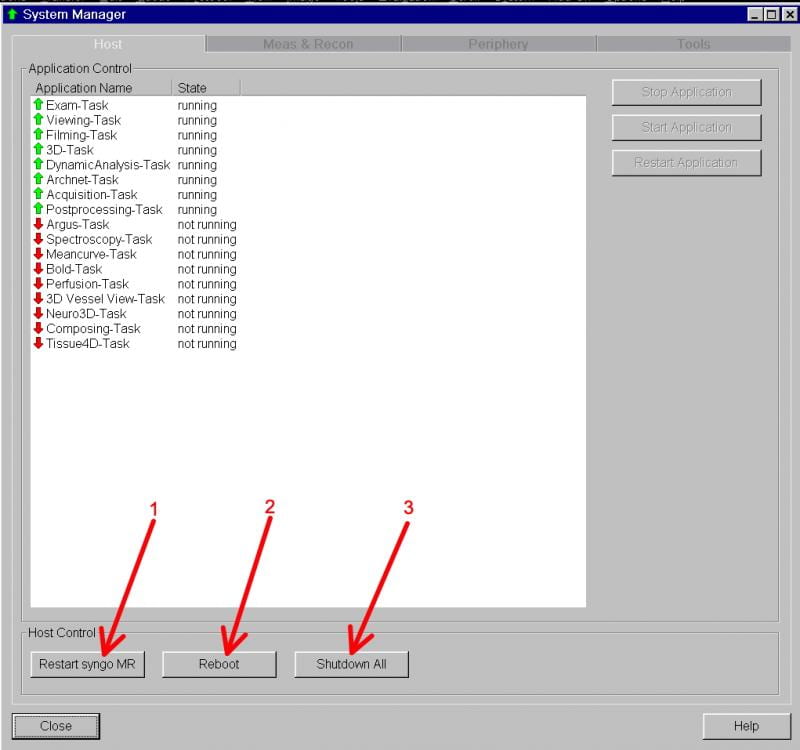 System Manager
Host Meas & Recon Periphery Tools
Application Control
Application Name State
Exam-Task running
Viewing-Task running
Filming-Task running
3D-Task running
DynamicAnalysis-Task running
Archnet-Task running
Acquisition-Task running
Postprocessing-Task running
Argus-Task not running
Spectroscopy-Task not running
Meancurve-Task not running
Bold-Task not running
Perfusion-Task not running
3D Vessel View-Task not running
Neuro3D-Task not running
Composing-Task not running
Tissue4D-Task not running
Stop Application
Start Application
Restart Application
1 2 3
Host Control
Restart syngo MR Reboot Shutdown All
Close Help